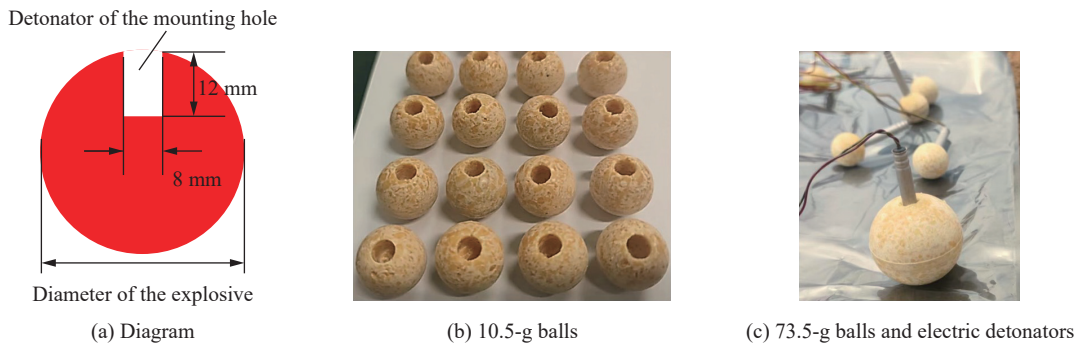 Detonator of the mounting hole
12 mm
8 mm
Diameter of the explosive
(a) Diagram
(b) 10.5-g balls
(c) 73.5-g balls and electric detonators